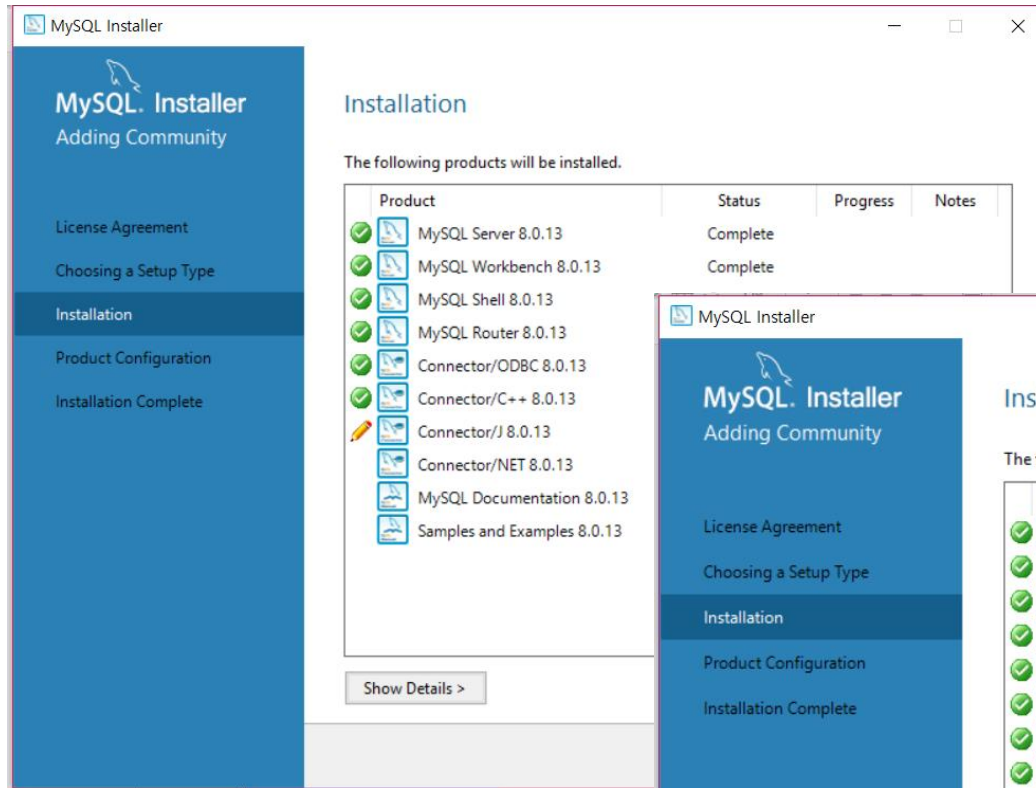 MySQL Installer
MySQL. Installer
Adding Community
License Agreement
Choosing a Setup Type
Installation
Product Configuration
Installation Complete
Installation
The following products will be installed.
Product Status Progress Notes
MySQL Server 8.0.13 Complete
MySQL Workbench 8.0.13 Complete
MySQL Shell 8.0.13
MySQL Router 8.0.13
Connector/ODBC 8.0.13
Connector/C++ 8.0.13
Connector/J 8.0.13
Connector/NET 8.0.13
MySQL Documentation 8.0.13
Samples and Examples 8.0.13
Show Details >
MySQL Installer
MySQL. Installer
Adding Community
License Agreement
Choosing a Setup Type
Installation
Product Configuration
Installation Complete
Ins
The